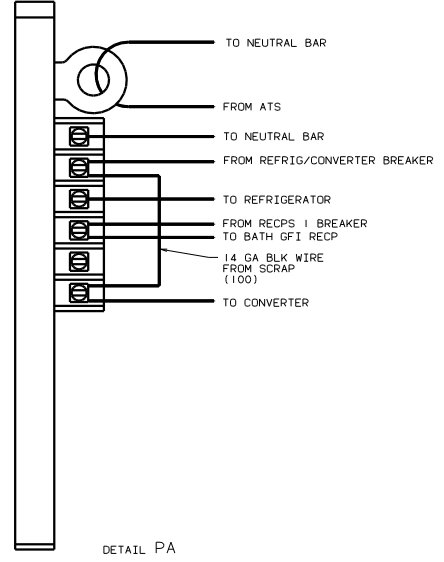 TO NEUTRAL BAR
FROM ATS
TO NEUTRAL BAR
FROM REFRIG/CONVERTER BREAKER
TO REFRIGERATOR
FROM RECPS 1 BREAKER
TO BATH GFI RECP
14 GA BLK WIRE
FROM SCRAP
(100)
TO CONVERTER
DETAIL PA